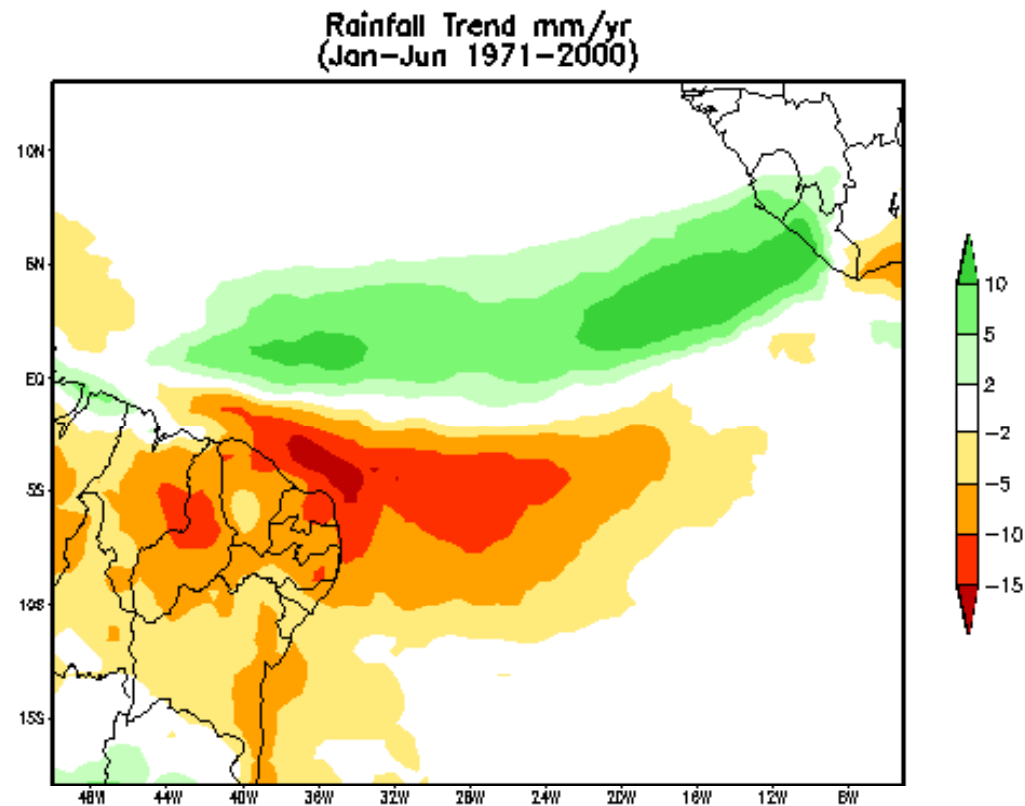 Rainfall Trend mm/yr
(Jan-Jun 1971-2000)
10N
5N
EQ
5S
10S
15S
48W 44W 40W 36W 32W 28W 24W 20W 16W 12W 8W
10
5
2
-2
-5
-10
-15